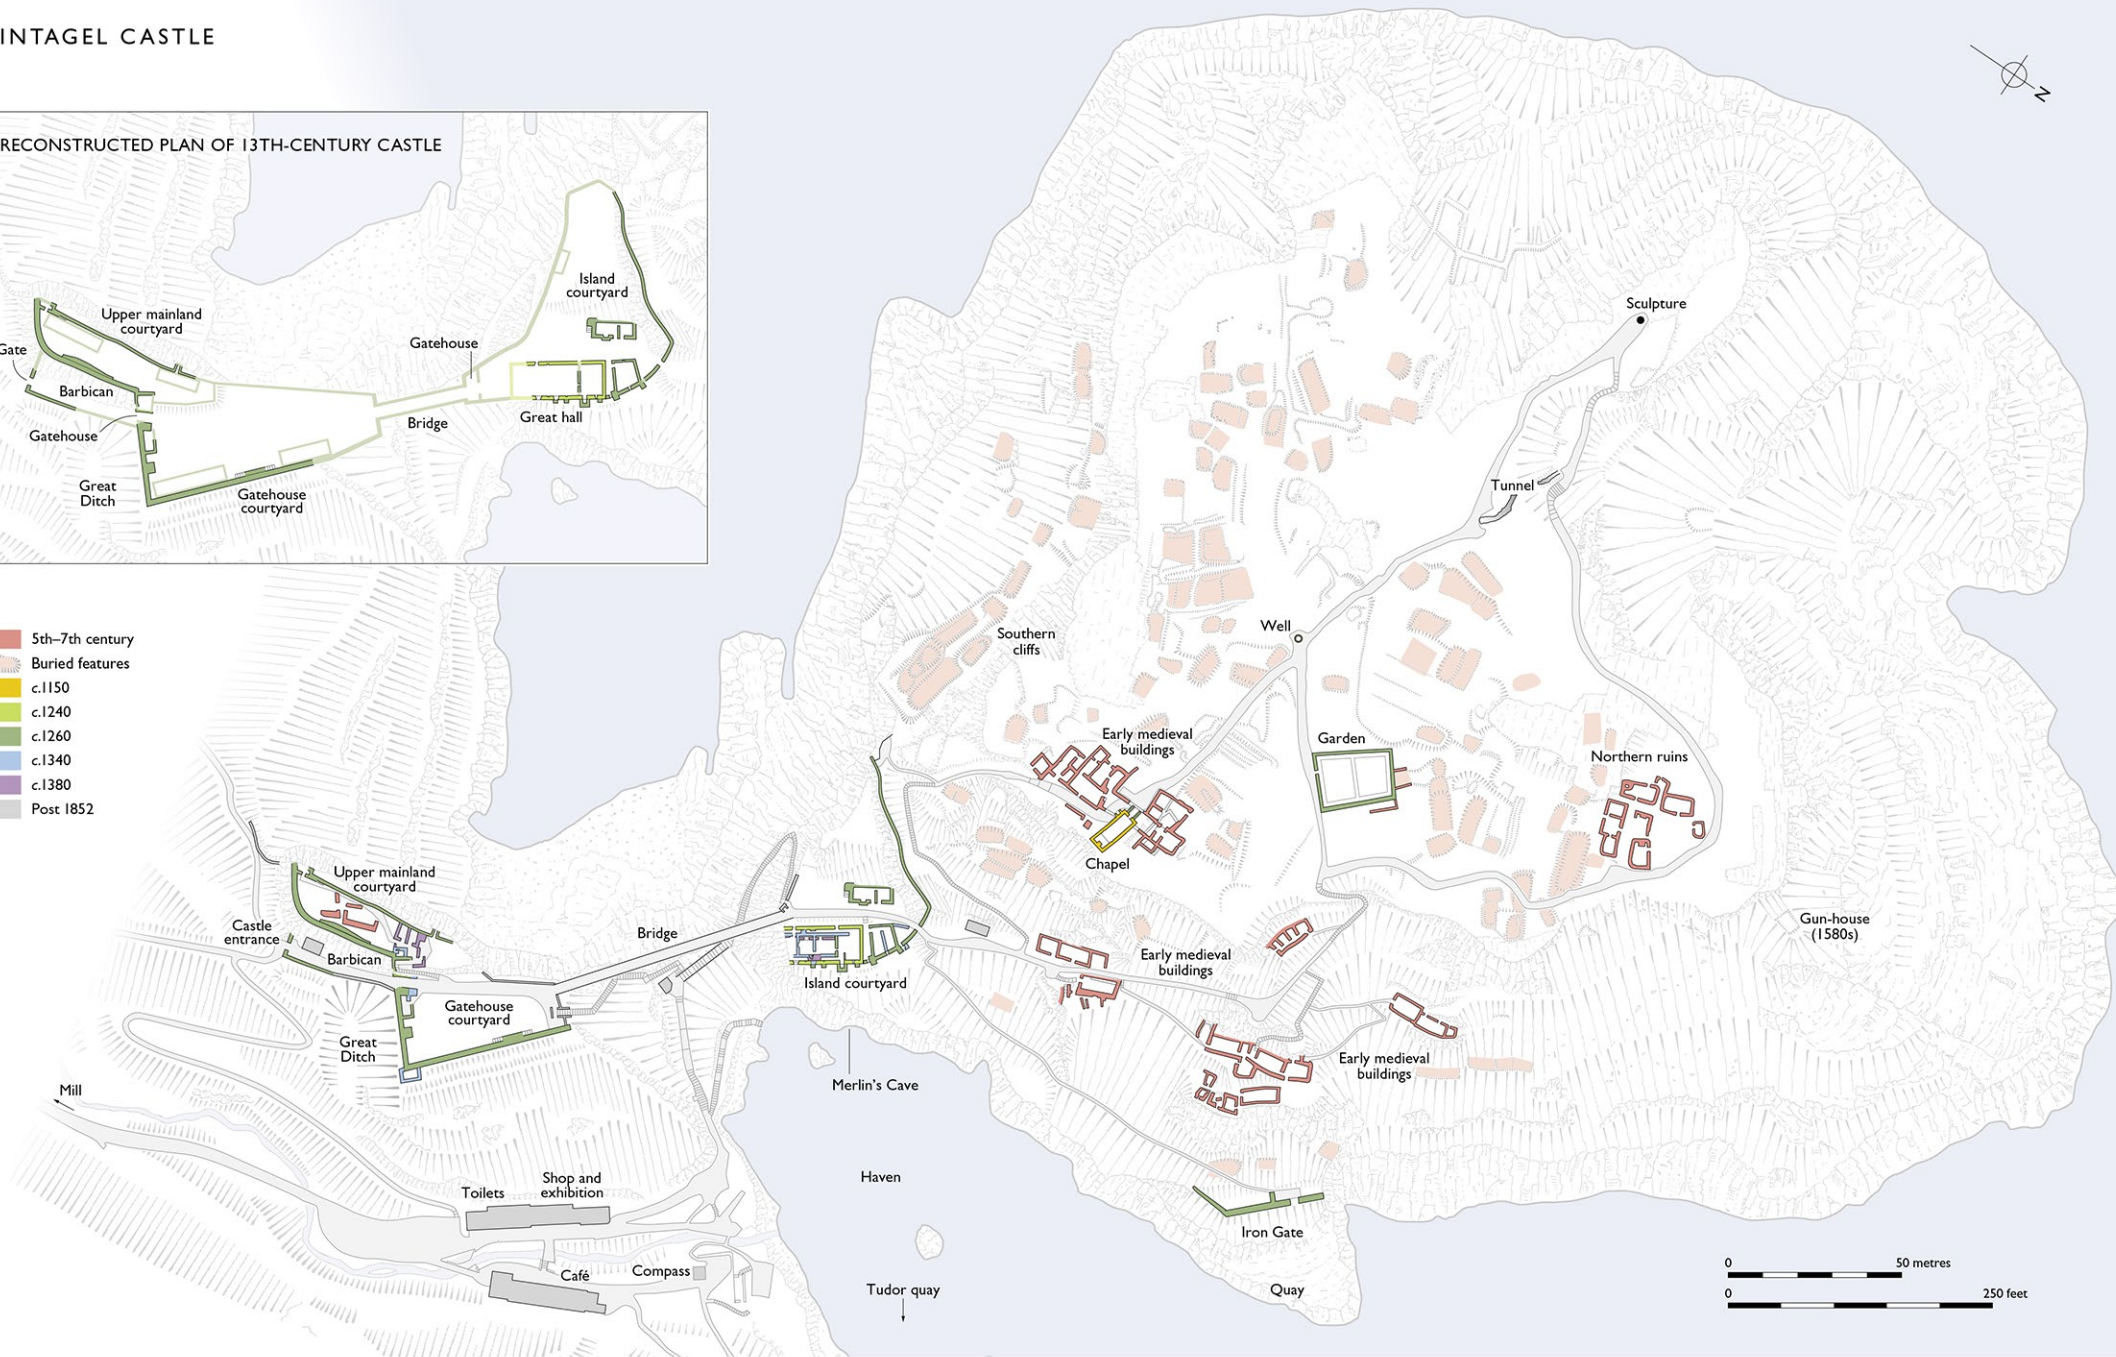 INTAGEL CASTLE
RECONSTRUCTED PLAN OF 13TH-CENTURY CASTLE
Upper mainland
courtyard
Gate
Barbican
Gatehouse
Great
Ditch
Gatehouse
courtyard
Gatehouse
Bridge
Great hall
Island
courtyard
5th–7th century
Buried features
c.1150
c.1240
c.1260
c.1340
c.1380
Post 1852
N
Sculpture
Tunnel
Well
Southern
cliffs
Early medieval
buildings
Chapel
Garden
Northern ruins
Gun-house
(1580s)
Upper mainland
courtyard
Castle
entrance
Barbican
Bridge
Gatehouse
courtyard
Great
Ditch
Island courtyard
Early medieval
buildings
Early medieval
buildings
Merlin's Cave
Mill
Toilets
Shop and
exhibition
Café
Compass
Haven
Tudor quay
Iron Gate
Quay
0 50 metres
0 250 feet